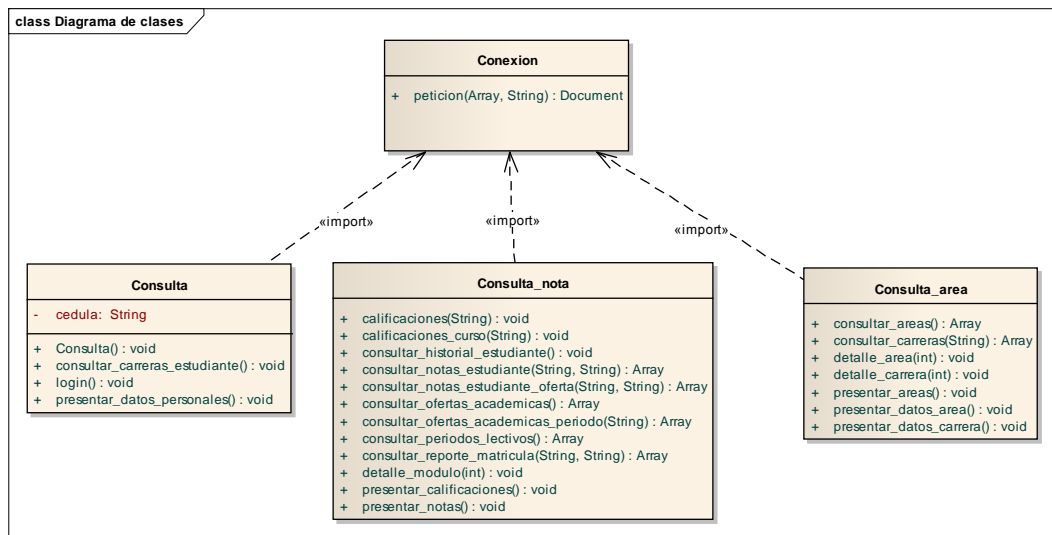 class Diagrama de clases
Conexion
+ peticion(Array, String) : Document
«import»
«import»
«import»
Consulta
- cedula: String
+ Consulta() : void
+ consultar_carreras_estudiante() : void
+ login() : void
+ presentar_datos_personales() : void
Consulta_nota
+ calificaciones(String) : void
+ calificaciones_curso(String) : void
+ consultar_historial_estudiante() : void
+ consultar_notas_estudiante(String, String) : Array
+ consultar_notas_estudiante_oferta(String, String) : Array
+ consultar_ofertas_academicas() : Array
+ consultar_ofertas_academicas_periodo(String) : Array
+ consultar_periodos_lectivos() : Array
+ consultar_reporte_matricula(String, String) : Array
+ detalle_modulo(int) : void
+ presentar_calificaciones() : void
+ presentar_notas() : void
Consulta_area
+ consultar_areas() : Array
+ consultar_carreras(String) : Array
+ detalle_area(int) : void
+ detalle_carrera(int) : void
+ presentar_areas() : void
+ presentar_datos_area() : void
+ presentar_datos_carrera() : void